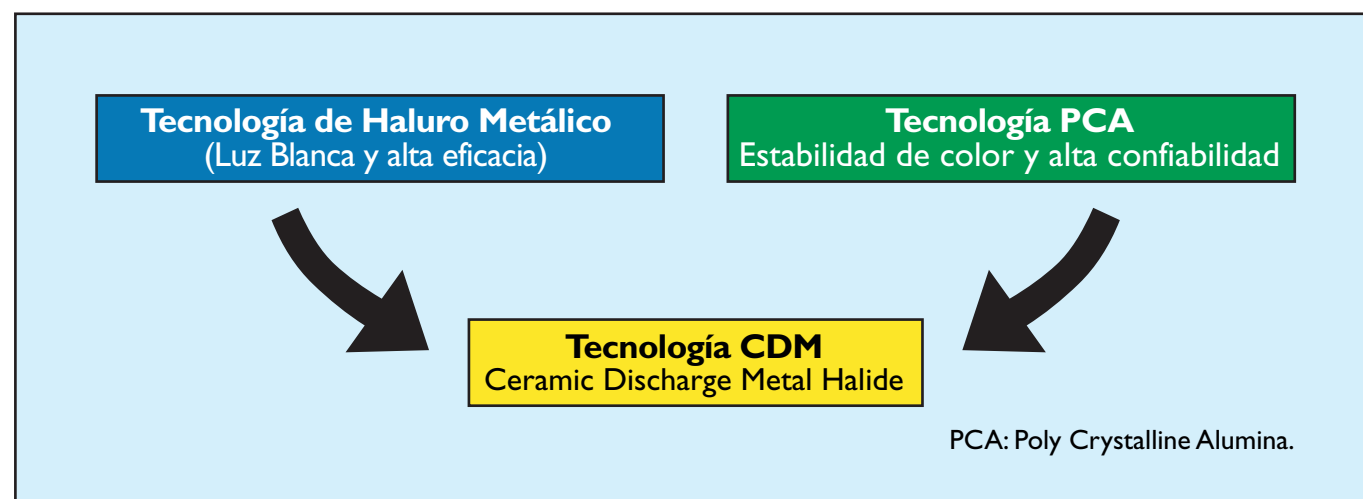 Tecnología de Haluro Metálico
(Luz Blanca y alta eficacia)
Tecnología PCA
Estabilidad de color y alta confiabilidad
Tecnología CDM
Ceramic Discharge Metal Halide
PCA: Poly Crystalline Alumina.